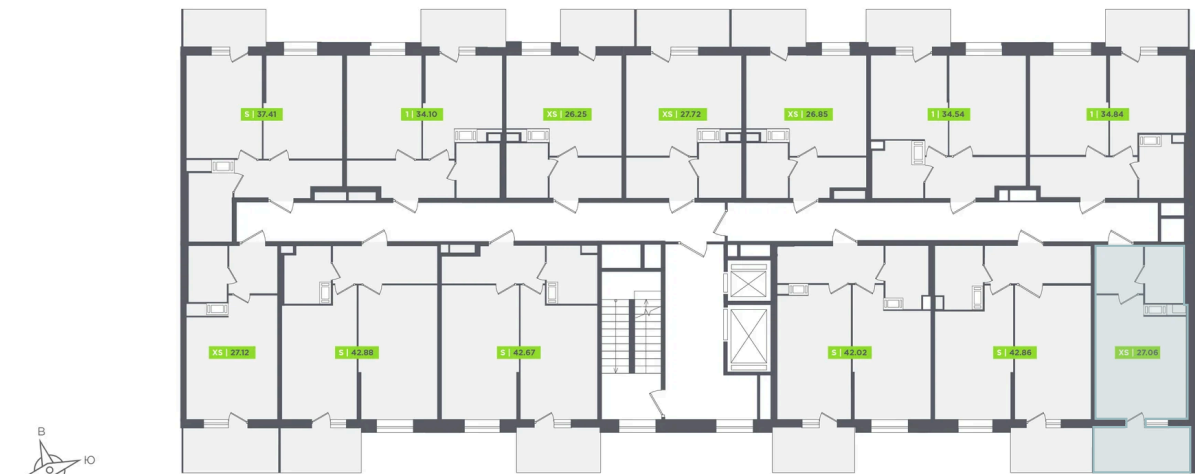 S | 37.41
1 | 34.10
XS | 26.25
XS | 27.72
XS | 26.85
1 | 34.54
1 | 34.84
XS | 27.12
S | 42.88
S | 42.67
S | 42.02
S | 42.86
XS | 27.06
В
Ю